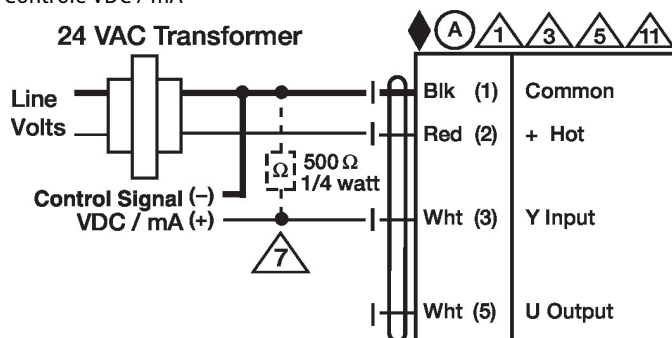 Contrôle VDC / mA
24 VAC Transformer
A 1 3 5 11
Line
Volts
Blk (1) Common
Red (2) + Hot
Ω 500 Ω
1/4 watt
Control Signal (–)
VDC / mA (+)
Wht (3) Y Input
7
Wht (5) U Output